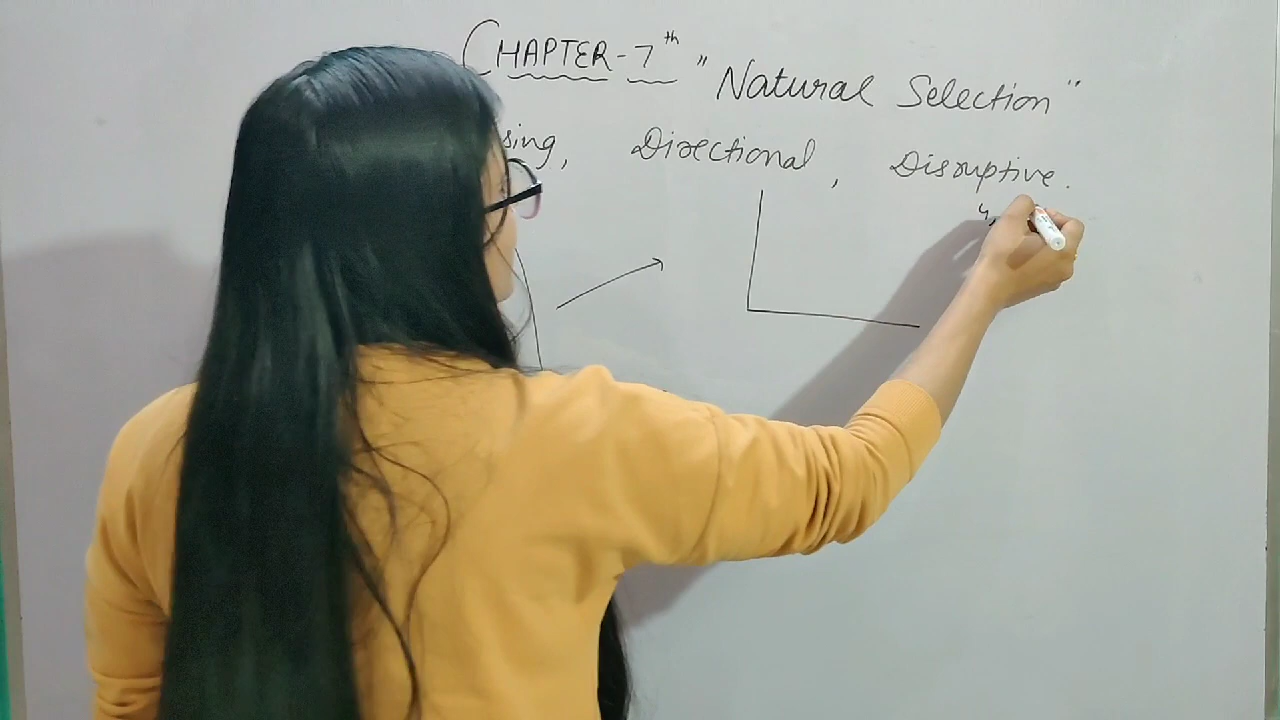 CHAPTER-7th "Natural Selection"
sing, Directional, Disruptive.